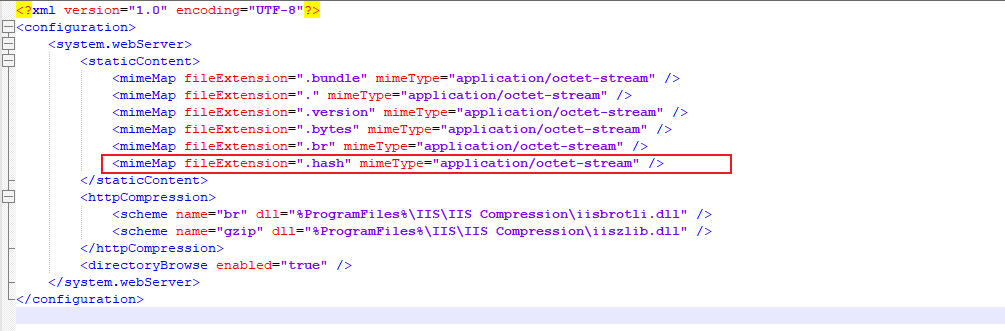 <?xml version="1.0" encoding="UTF-8"?>
<configuration>
    <system.webServer>
        <staticContent>
            <mimeMap fileExtension=".bundle" mimeType="application/octet-stream" />
            <mimeMap fileExtension="." mimeType="application/octet-stream" />
            <mimeMap fileExtension=".version" mimeType="application/octet-stream" />
            <mimeMap fileExtension=".bytes" mimeType="application/octet-stream" />
            <mimeMap fileExtension=".br" mimeType="application/octet-stream" />
            <mimeMap fileExtension=".hash" mimeType="application/octet-stream" />
        </staticContent>
        <httpCompression>
            <scheme name="br" dll="%ProgramFiles%\IIS\IIS Compression\iisbrotli.dll" />
            <scheme name="gzip" dll="%ProgramFiles%\IIS\IIS Compression\iiszlib.dll" />
        </httpCompression>
        <directoryBrowse enabled="true" />
    </system.webServer>
</configuration>